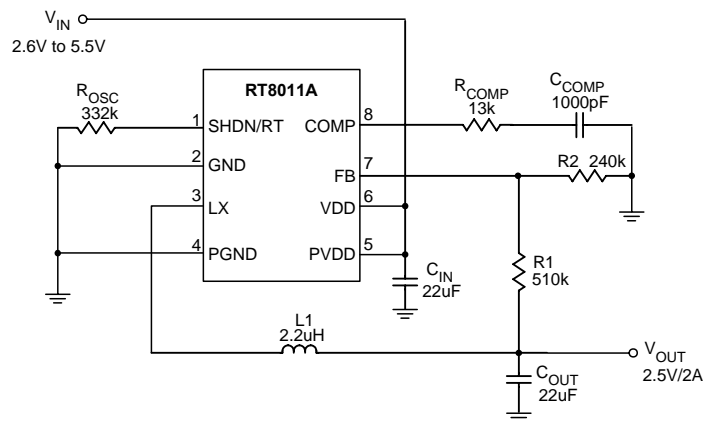 VIN
2.6V to 5.5V
ROSC
332k
RT8011A
RCOMP
13k
CCOMP
1000pF
1
SHDN/RT
COMP
8
2
GND
FB
7
R2 240k
3
LX
VDD
6
4
PGND
PVDD
5
CIN
22uF
R1
510k
L1
2.2uH
VOUT
2.5V/2A
COUT
22uF